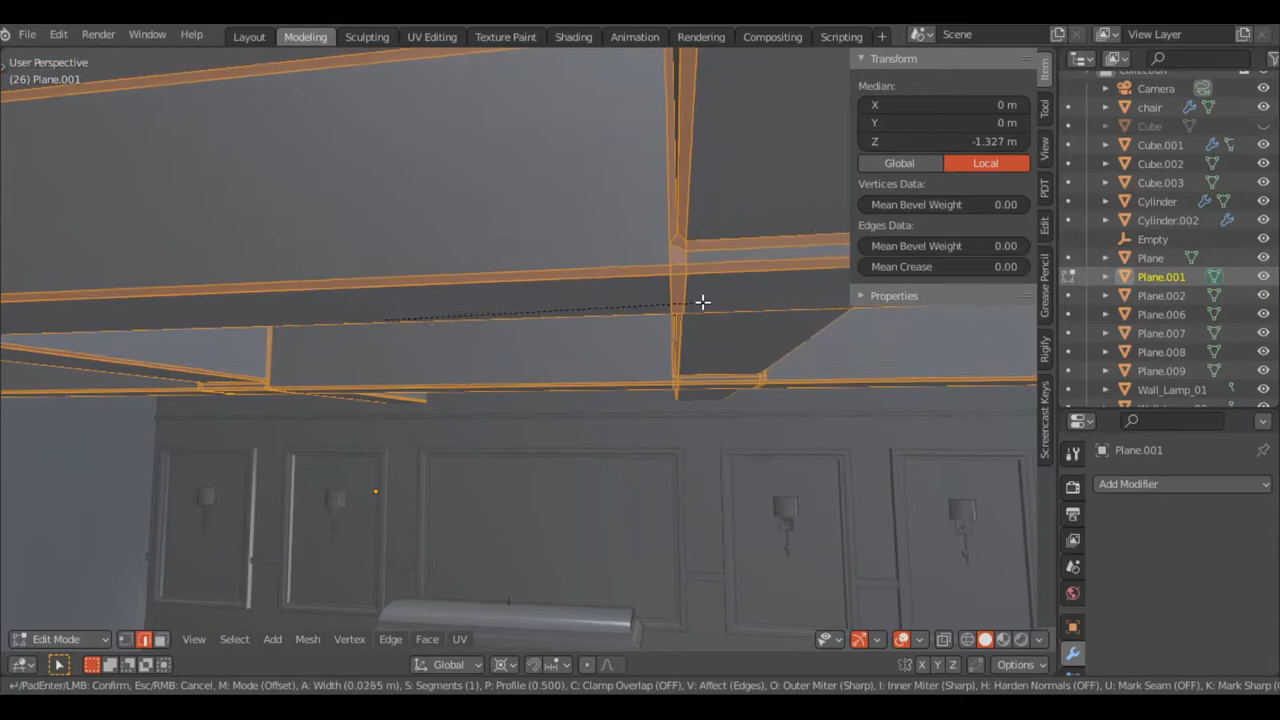 File Edit Render Window Help Layout Modeling Sculpting UV Editing Texture Paint Shading Animation Rendering Compositing Scripting + Scene View Layer
User Perspective
(26) Plane.001
Transform
Median:
X 0 m
Y 0 m
Z -1.327 m
Global Local
Vertices Data:
Mean Bevel Weight 0.00
Edges Data:
Mean Bevel Weight 0.00
Mean Crease 0.00
Properties
Item
Tool
View
PDT
Edit
Grease Pencil
Rigify
Screencast Keys
Collection
Camera
chair
Cube
Cube.001
Cube.002
Cube.003
Cylinder
Cylinder.002
Empty
Plane
Plane.001
Plane.002
Plane.006
Plane.007
Plane.008
Plane.009
Wall_Lamp_01
Plane.001
Add Modifier
Edit Mode View Select Add Mesh Vertex Edge Face UV
Global X Y Z Options
PadEnter/LMB: Confirm, Esc/RMB: Cancel, M: Mode (Offset), A: Width (0.0265 m), S: Segments (1), P: Profile (0.500), C: Clamp Overlap (OFF), V: Affect (Edges), O: Outer Miter (Sharp), I: Inner Miter (Sharp), H: Harden Normals (OFF), U: Mark Seam (OFF), K: Mark Sharp